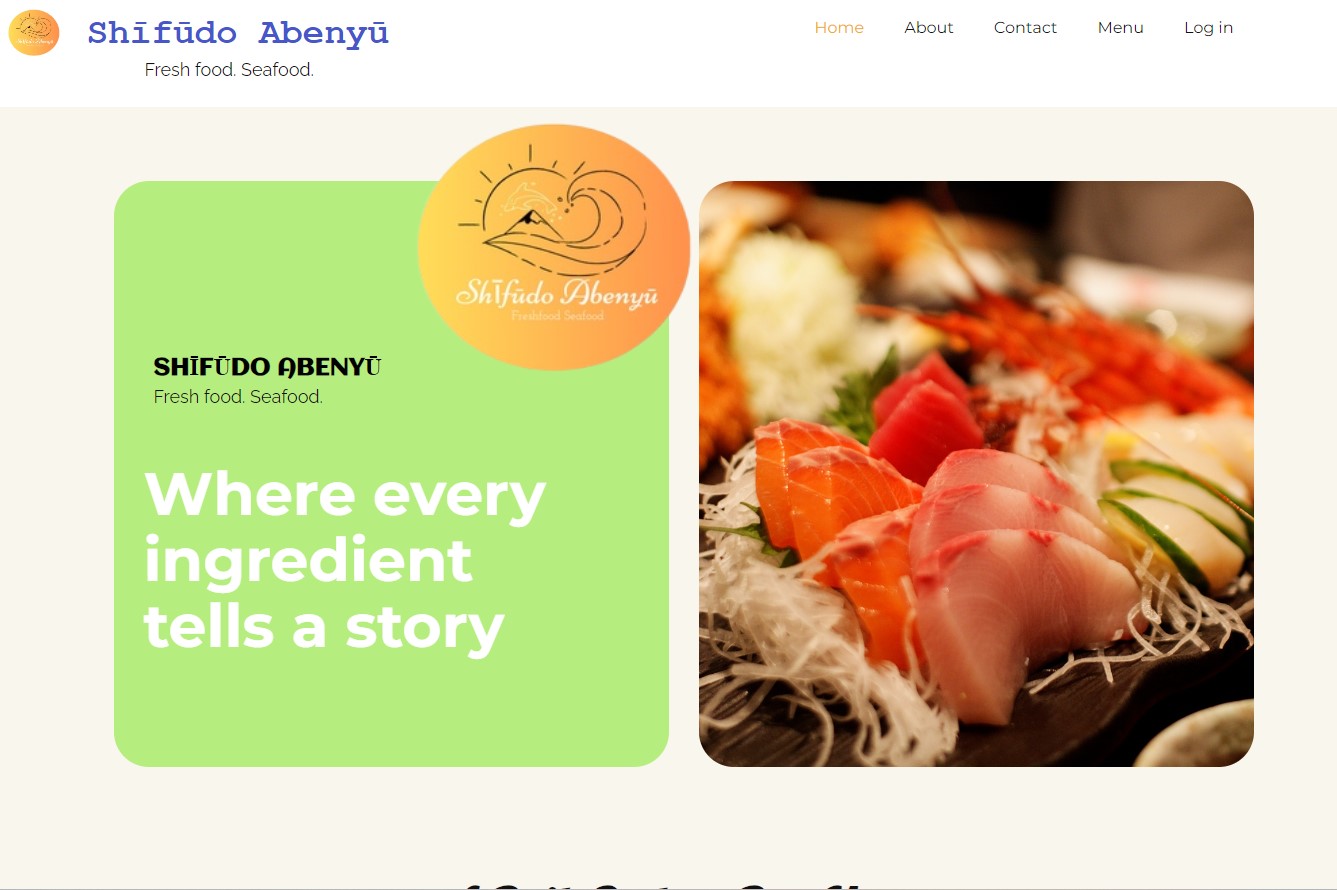 Shīfūdo Abenyū
Fresh food. Seafood.
Home About Contact Menu Log in
Shīfūdo Abenyū
Freshfood Seafood
SHĪFŪDO ABENYŪ
Fresh food. Seafood.
Where every
ingredient
tells a story